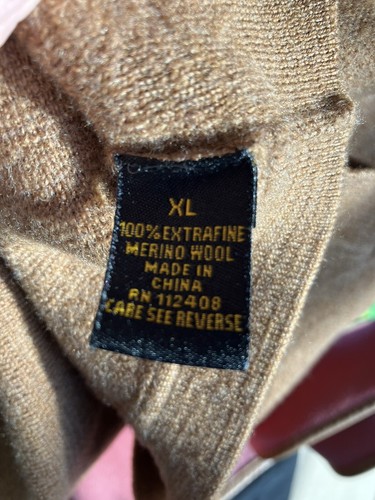 XL
100% EXTRAFINE
MERINO WOOL
MADE IN
CHINA
RN 112408
CARE SEE REVERSE